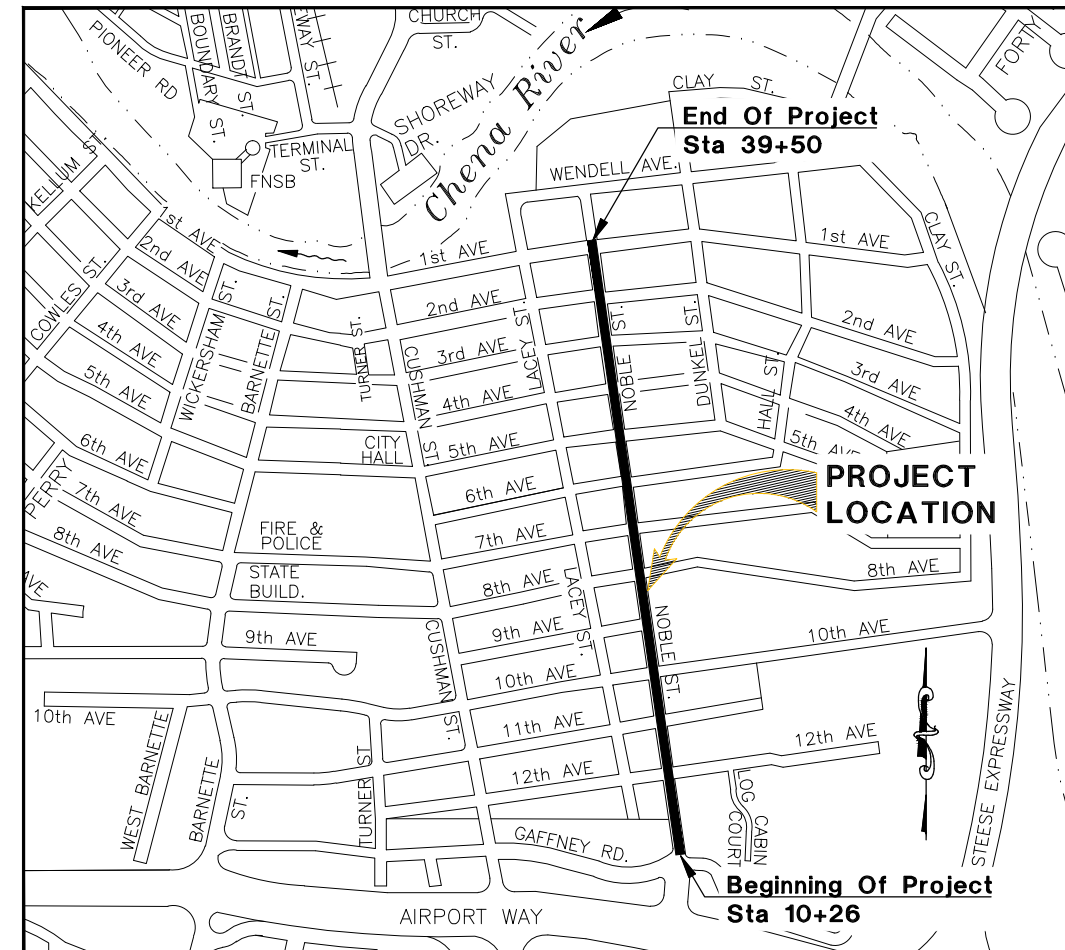 CHURCH
ST.
PIONEER RD
BOUNDARY ST.
BRANDT ST.
EWAY ST.
SHOREWAY
DR.
Chena River
CLAY ST.
FORTY
End Of Project
Sta 39+50
TERMINAL
ST.
FNSB
KELLUM ST.
WENDELL AVE.
1st AVE
2nd AVE
3rd AVE
4th AVE
5th AVE
6th AVE
7th AVE
8th AVE
AVE
COWLES ST.
PERRY
WICKERSHAM ST.
BARNETTE ST.
TURNER ST.
CUSHMAN ST
1st AVE
2nd AVE
3rd AVE
4th AVE
5th AVE
6th AVE
7th AVE
8th AVE
9th AVE
10th AVE
11th AVE
12th AVE
LACEY ST.
LACEY ST.
NOBLE ST.
DUNKEL ST.
HALL ST.
1st AVE
CLAY ST.
2nd AVE
3rd AVE
4th AVE
5th AVE
CITY
HALL
PROJECT
LOCATION
FIRE &
POLICE
STATE
BUILD.
8th AVE
9th AVE
CUSHMAN ST.
NOBLE ST.
10th AVE
10th AVE
12th AVE
WEST BARNETTE
BARNETTE
ST.
TURNER ST
GAFFNEY RD.
LOG CABIN
COURT
STEESE EXPRESSWAY
Beginning Of Project
Sta 10+26
AIRPORT WAY